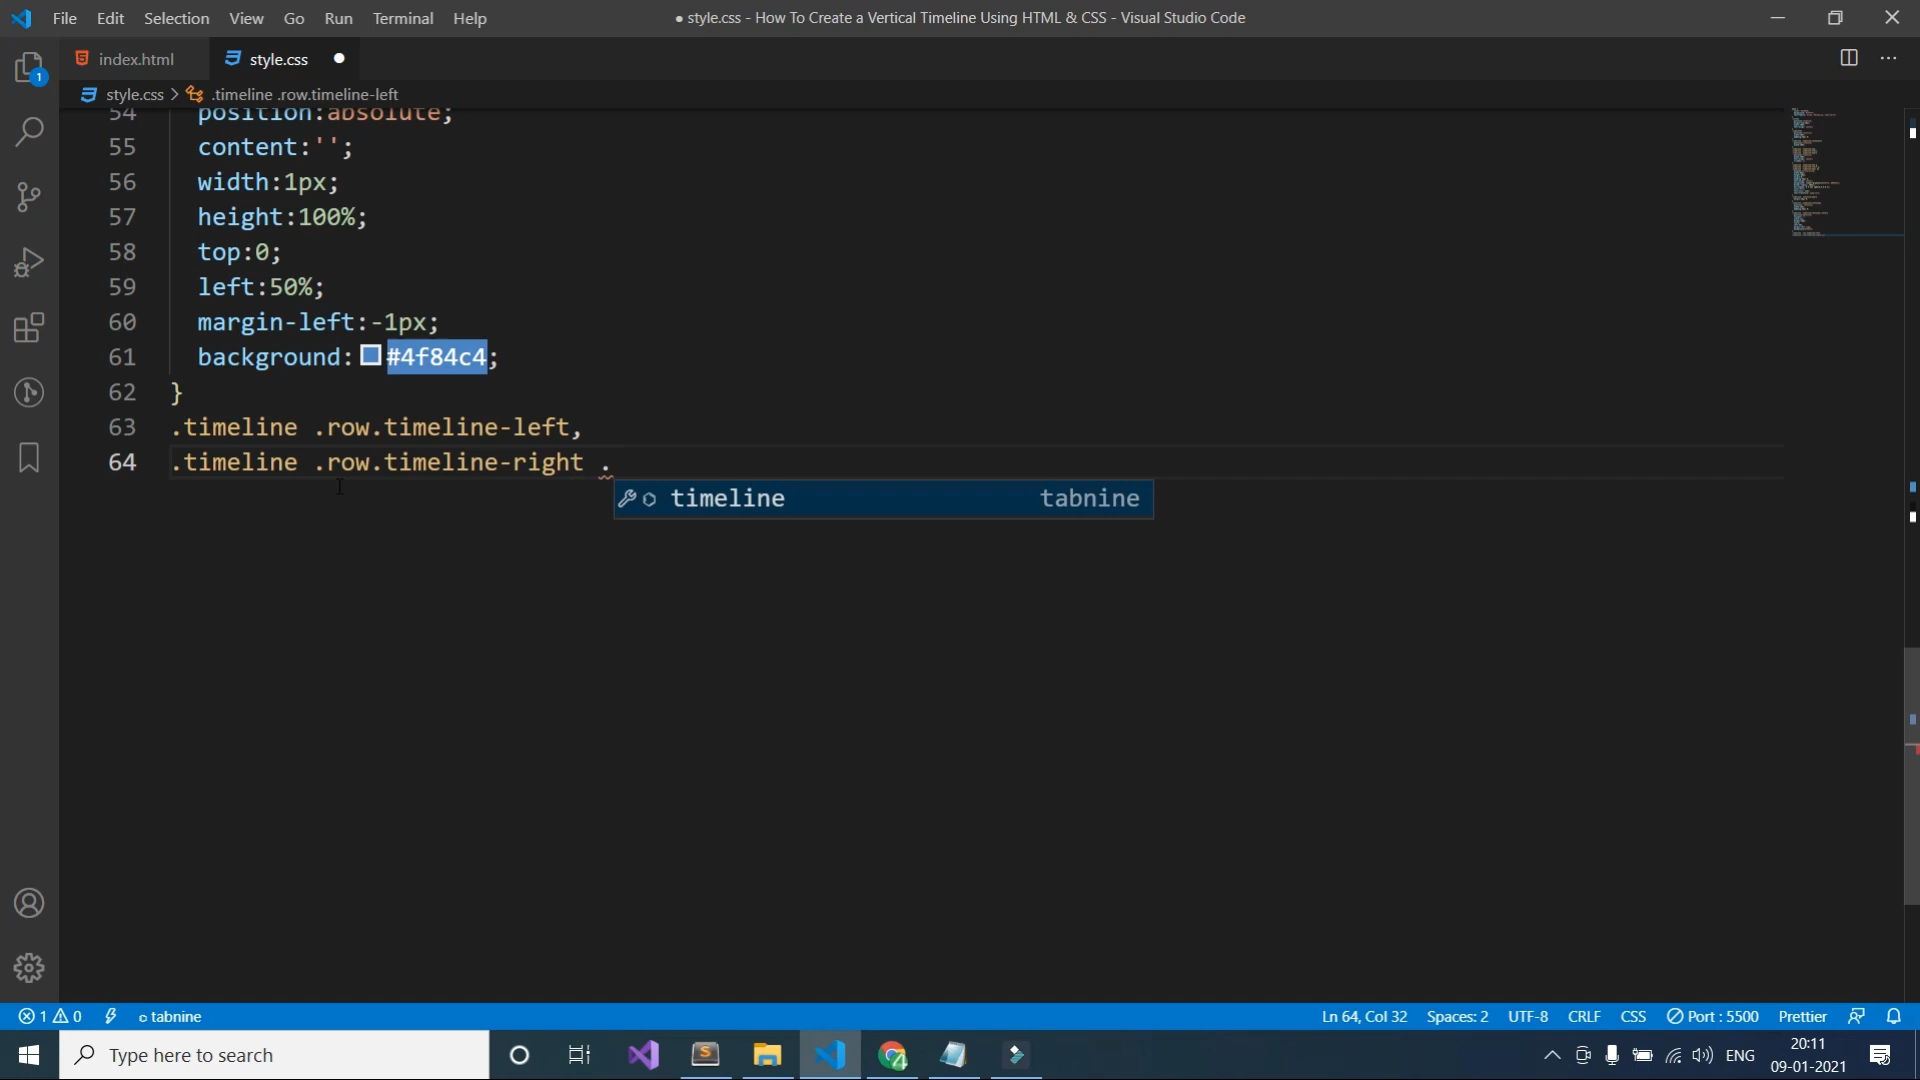 File Edit Selection View Go Run Terminal Help
● style.css - How To Create a Vertical Timeline Using HTML & CSS - Visual Studio Code
index.html
style.css ●
style.css > .timeline .row.timeline-left
1
54 position:absolute;
55 content:'';
56 width:1px;
57 height:100%;
58 top:0;
59 left:50%;
60 margin-left:-1px;
61 background:#4f84c4;
62 }
63 .timeline .row.timeline-left,
64 .timeline .row.timeline-right .
timeline tabnine
1 0 tabnine
Ln 64, Col 32 Spaces: 2 UTF-8 CRLF CSS Port : 5500 Prettier
Type here to search
ENG
20:11
09-01-2021